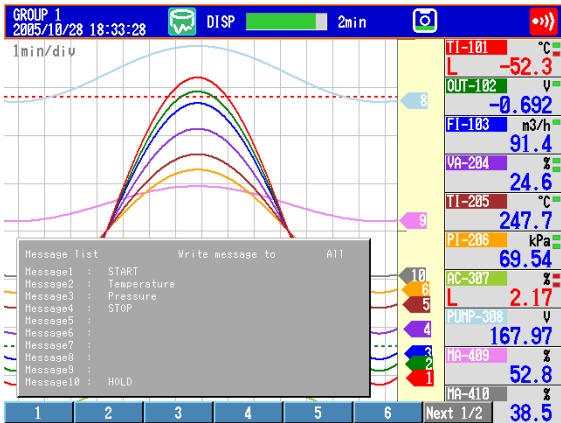 GROUP 1
2005/10/28 18:33:28
DISP
2min
1min/div
TI-101 °C
L -52.3
OUT-102 V
-0.692
FI-103 m3/h
91.4
VA-204 %
24.6
TI-205 °C
247.7
PI-206 kPa
69.54
AC-307 %
L 2.17
PUMP-308 V
167.97
MA-409 %
52.8
MA-410 %
38.5
8
9
10
6
5
4
3
2
1
Message list Write message to All
Message1 : START
Message2 : Temperature
Message3 : Pressure
Message4 : STOP
Message5 :
Message6 :
Message7 :
Message8 :
Message9 :
Message10 : HOLD
1 2 3 4 5 6 Next 1/2